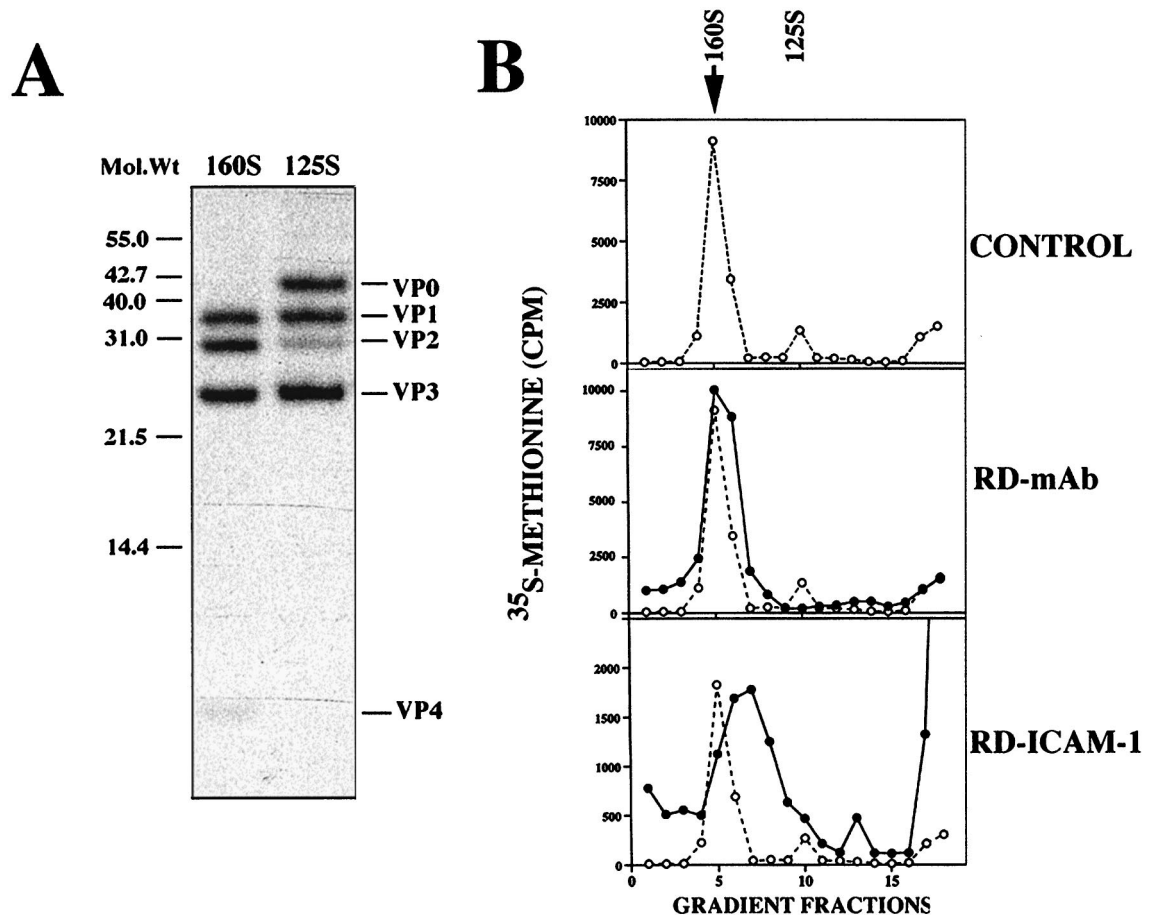 A
Mol.Wt 160S 125S
55.0
42.7
40.0
31.0
21.5
14.4
VP0
VP1
VP2
VP3
VP4
B
160S
125S
35S-METHIONINE (CPM)
10000
7500
5000
2500
0
CONTROL
10000
7500
5000
2500
0
RD-mAb
2000
1500
1000
500
0
RD-ICAM-1
0 5 10 15
GRADIENT FRACTIONS